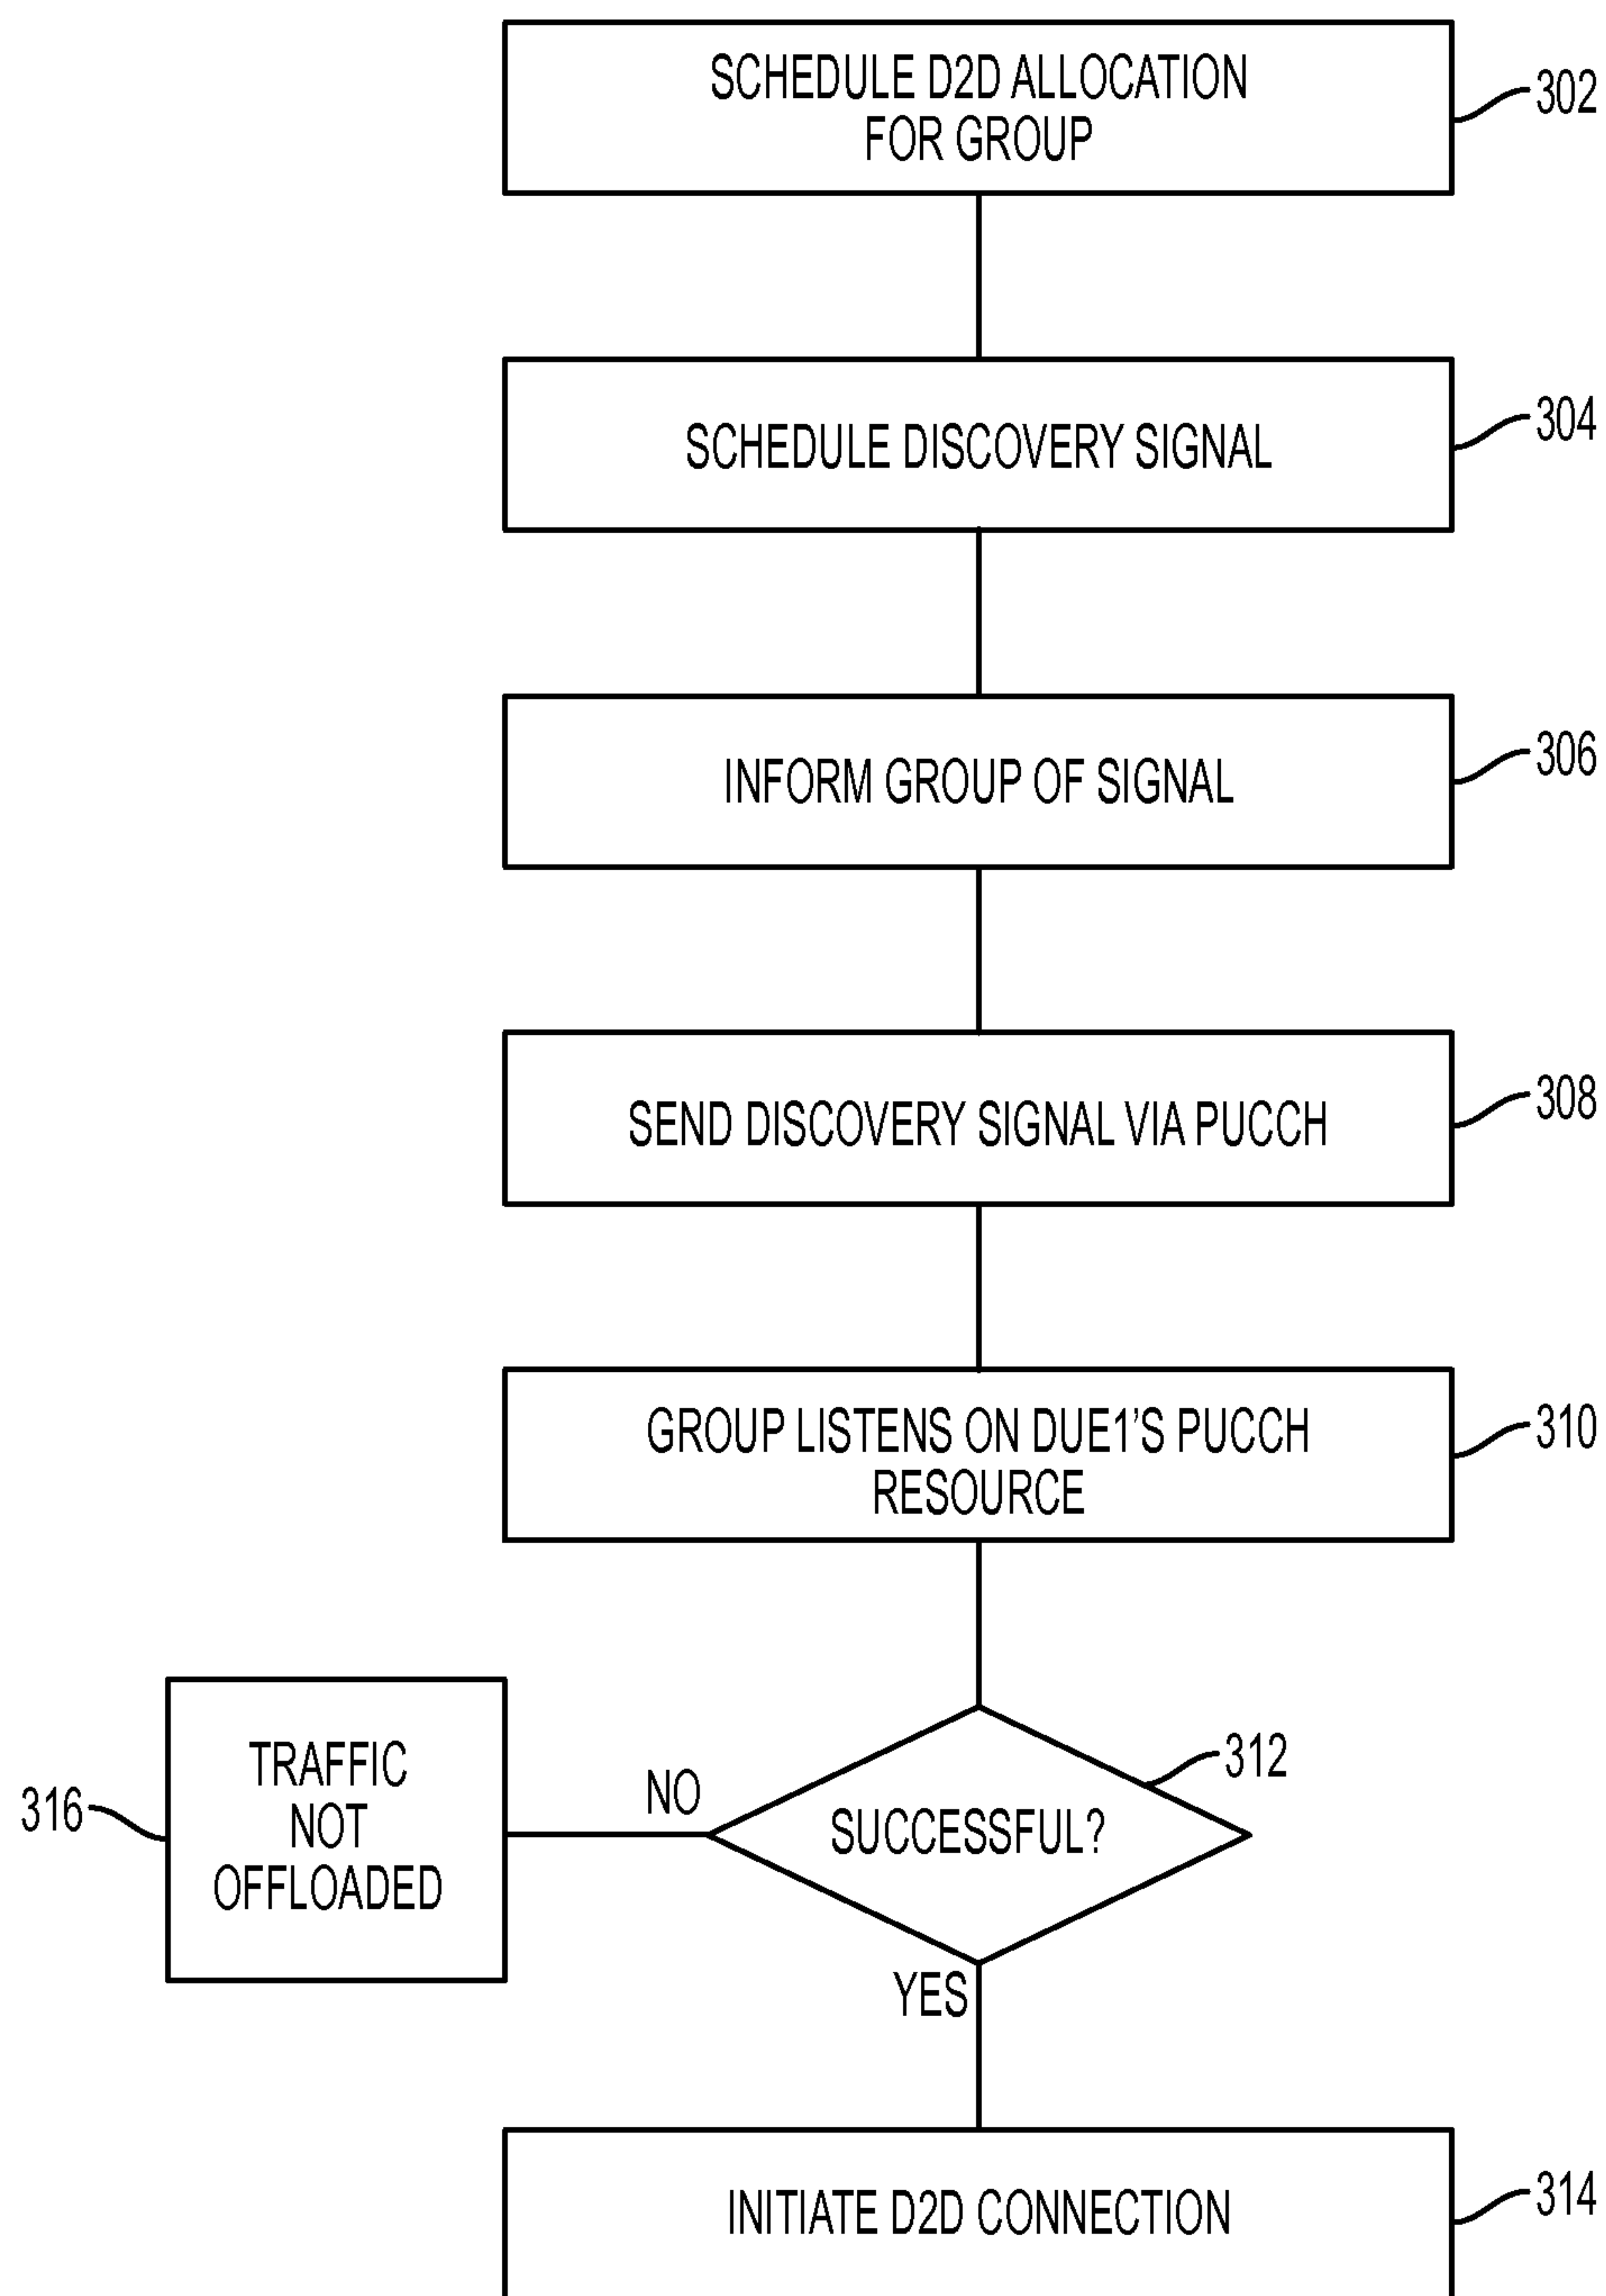 SCHEDULE D2D ALLOCATION
FOR GROUP
302
SCHEDULE DISCOVERY SIGNAL
304
INFORM GROUP OF SIGNAL
306
SEND DISCOVERY SIGNAL VIA PUCCH
308
GROUP LISTENS ON DUE1’S PUCCH
RESOURCE
310
SUCCESSFUL?
312
NO
TRAFFIC
NOT
OFFLOADED
316
YES
INITIATE D2D CONNECTION
314